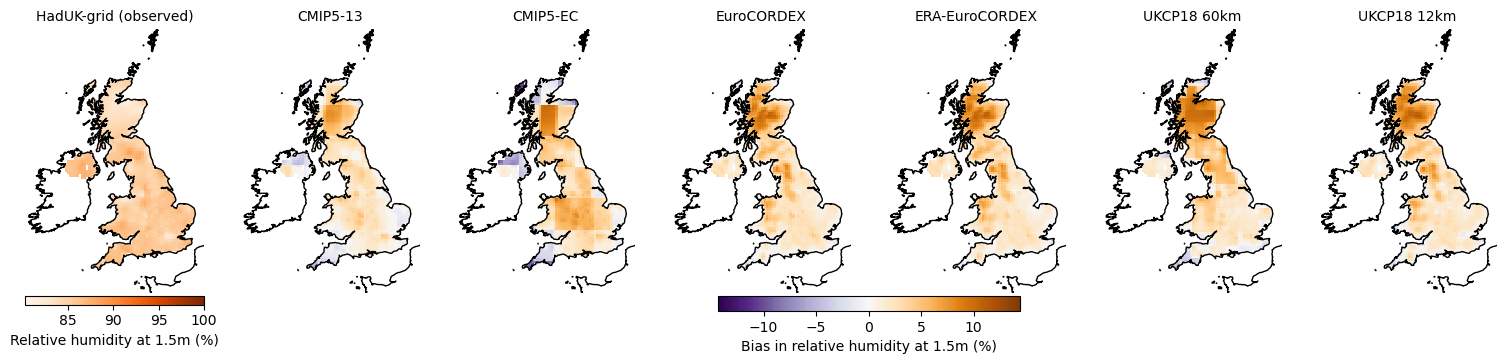 HadUK-grid (observed)
CMIP5-13
CMIP5-EC
EuroCORDEX
ERA-EuroCORDEX
UKCP18 60km
UKCP18 12km
85 90 95 100
Relative humidity at 1.5m (%)
−10 −5 0 5 10
Bias in relative humidity at 1.5m (%)